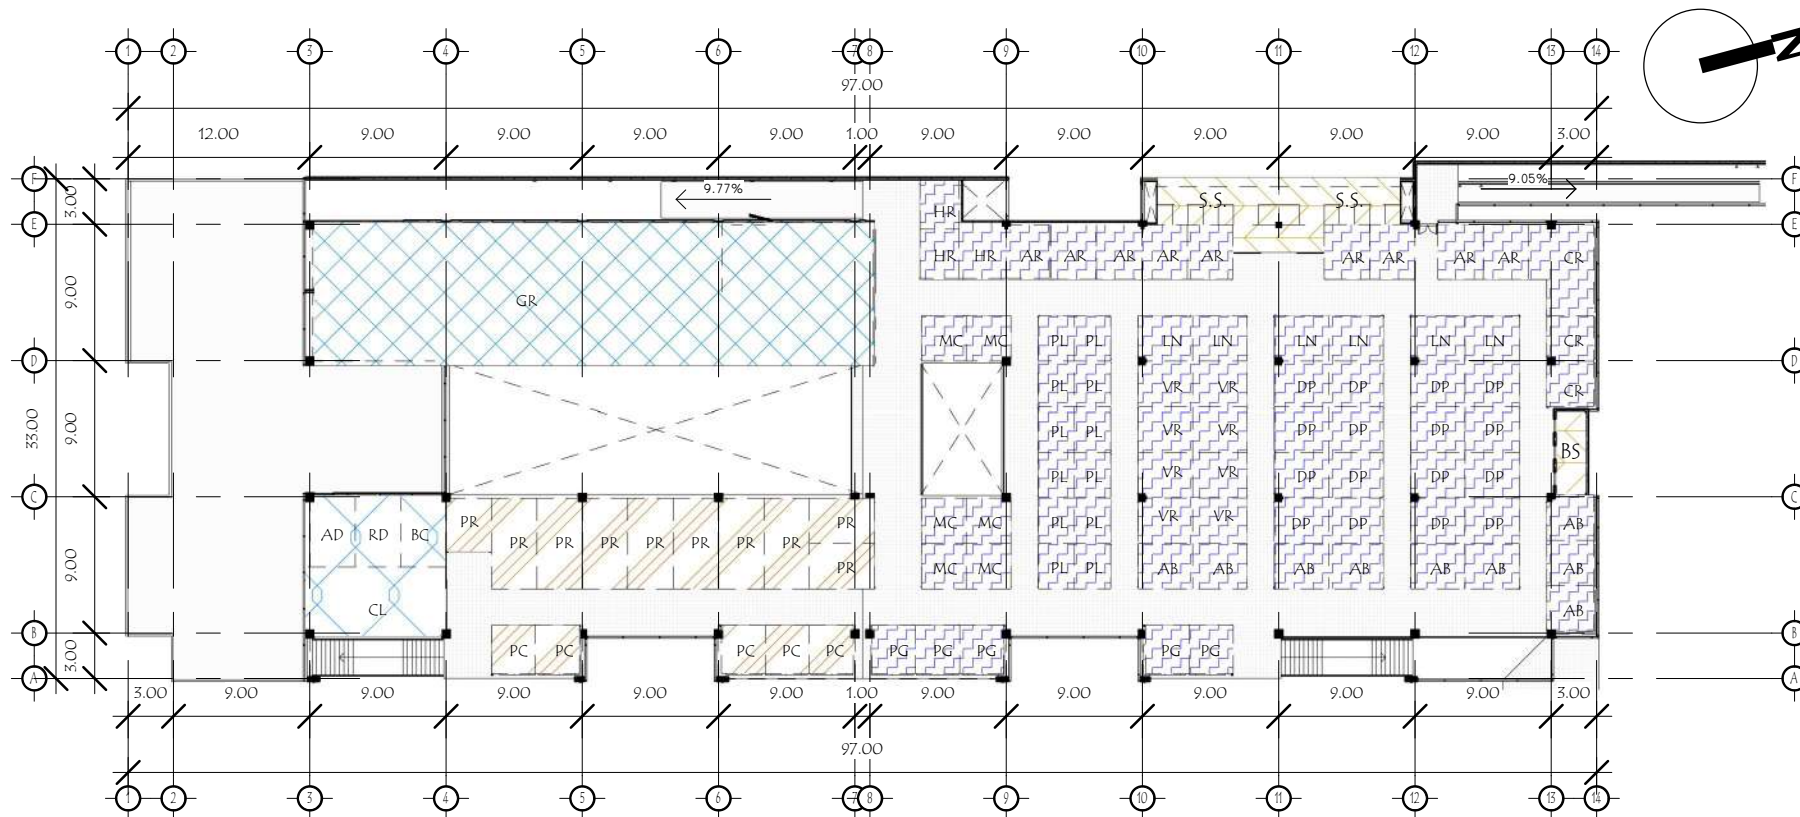 1 2 3 4 5 6 7 8 9 10 11 12 13 14
N
97.00
12.00 9.00 9.00 9.00 9.00 1.00 9.00 9.00 9.00 9.00 9.00 3.00
F 9.77% 9.05% F
3.00 HR S.S. S.S.
E E
HR HR AR AR AR AR AR AR AR AR AR CR
9.00 GR
MC MC PL PL LN LN LN LN LN LN CR
D D
PL PL VR VR DP DP DP DP CR
33.00 9.00 PL PL VR VR DP DP DP DP BS
PL PL VR VR DP DP DP DP
C C
PR PR MC MC PL PL VR VR DP DP DP DP AB
AD RD BC PR PR PR PR PR PR PR
9.00 PR MC MC PL PL AB AB AB AB AB AB AB
CL AB
B B
3.00 PC PC PC PC PC PG PG PG PG PG
A A
3.00 9.00 9.00 9.00 9.00 9.00 1.00 9.00 9.00 9.00 9.00 9.00 3.00
97.00
1 2 3 4 5 6 7 8 9 10 11 12 13 14